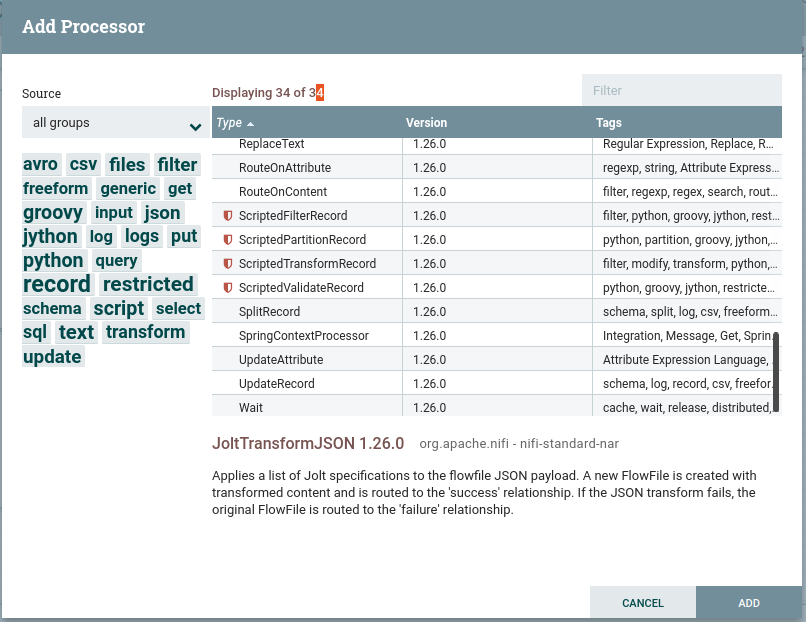 Add Processor
Source
all groups
avro csv files filter
freeform generic get
groovy input json
jython log logs put
python query
record restricted
schema script select
sql text transform
update
Displaying 34 of 34
Filter
Type Version Tags
ReplaceText 1.26.0 Regular Expression, Replace, R...
RouteOnAttribute 1.26.0 regexp, string, Attribute Express...
RouteOnContent 1.26.0 filter, regexp, regex, search, rout...
ScriptedFilterRecord 1.26.0 filter, python, groovy, jython, rest...
ScriptedPartitionRecord 1.26.0 python, partition, groovy, jython,...
ScriptedTransformRecord 1.26.0 filter, modify, transform, python,...
ScriptedValidateRecord 1.26.0 python, groovy, jython, restricte...
SplitRecord 1.26.0 schema, split, log, csv, freeform...
SpringContextProcessor 1.26.0 Integration, Message, Get, Sprin...
UpdateAttribute 1.26.0 Attribute Expression Language,
UpdateRecord 1.26.0 schema, log, record, csv, freefor...
Wait 1.26.0 cache, wait, release, distributed,...
JoltTransformJSON 1.26.0 org.apache.nifi - nifi-standard-nar
Applies a list of Jolt specifications to the flowfile JSON payload. A new FlowFile is created with
transformed content and is routed to the 'success' relationship. If the JSON transform fails, the
original FlowFile is routed to the 'failure' relationship.
CANCEL ADD